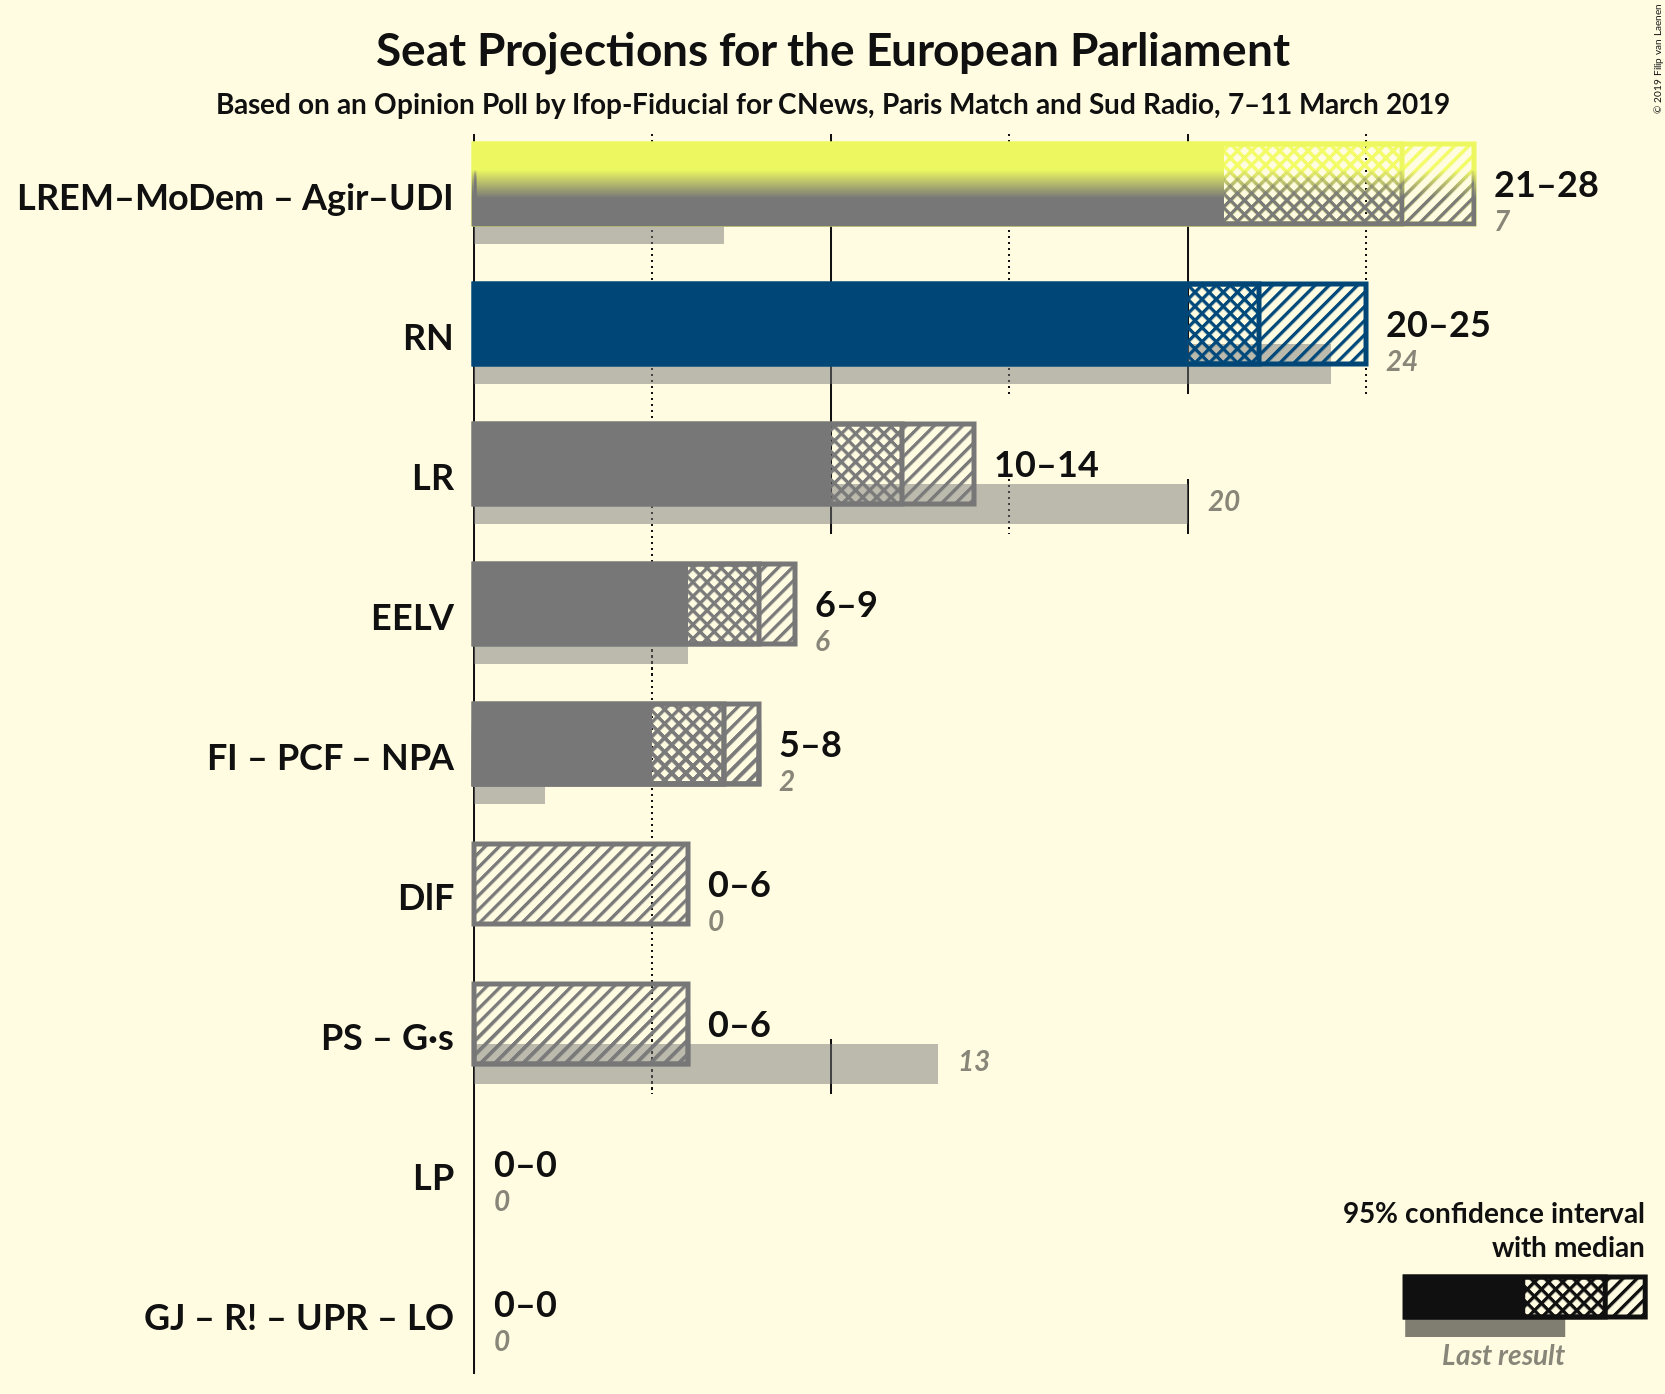 Seat Projections for the European Parliament
Based on an Opinion Poll by Ifop-Fiducial for CNews, Paris Match and Sud Radio, 7–11 March 2019
© 2019 Filip van Laenen
LREM–MoDem – Agir–UDI
21–28
7
RN
20–25
24
LR
10–14
20
EELV
6–9
6
FI – PCF – NPA
5–8
2
DlF
0–6
0
PS – G·s
0–6
13
LP
0–0
0
GJ – R! – UPR – LO
0–0
0
95% confidence interval
with median
Last result